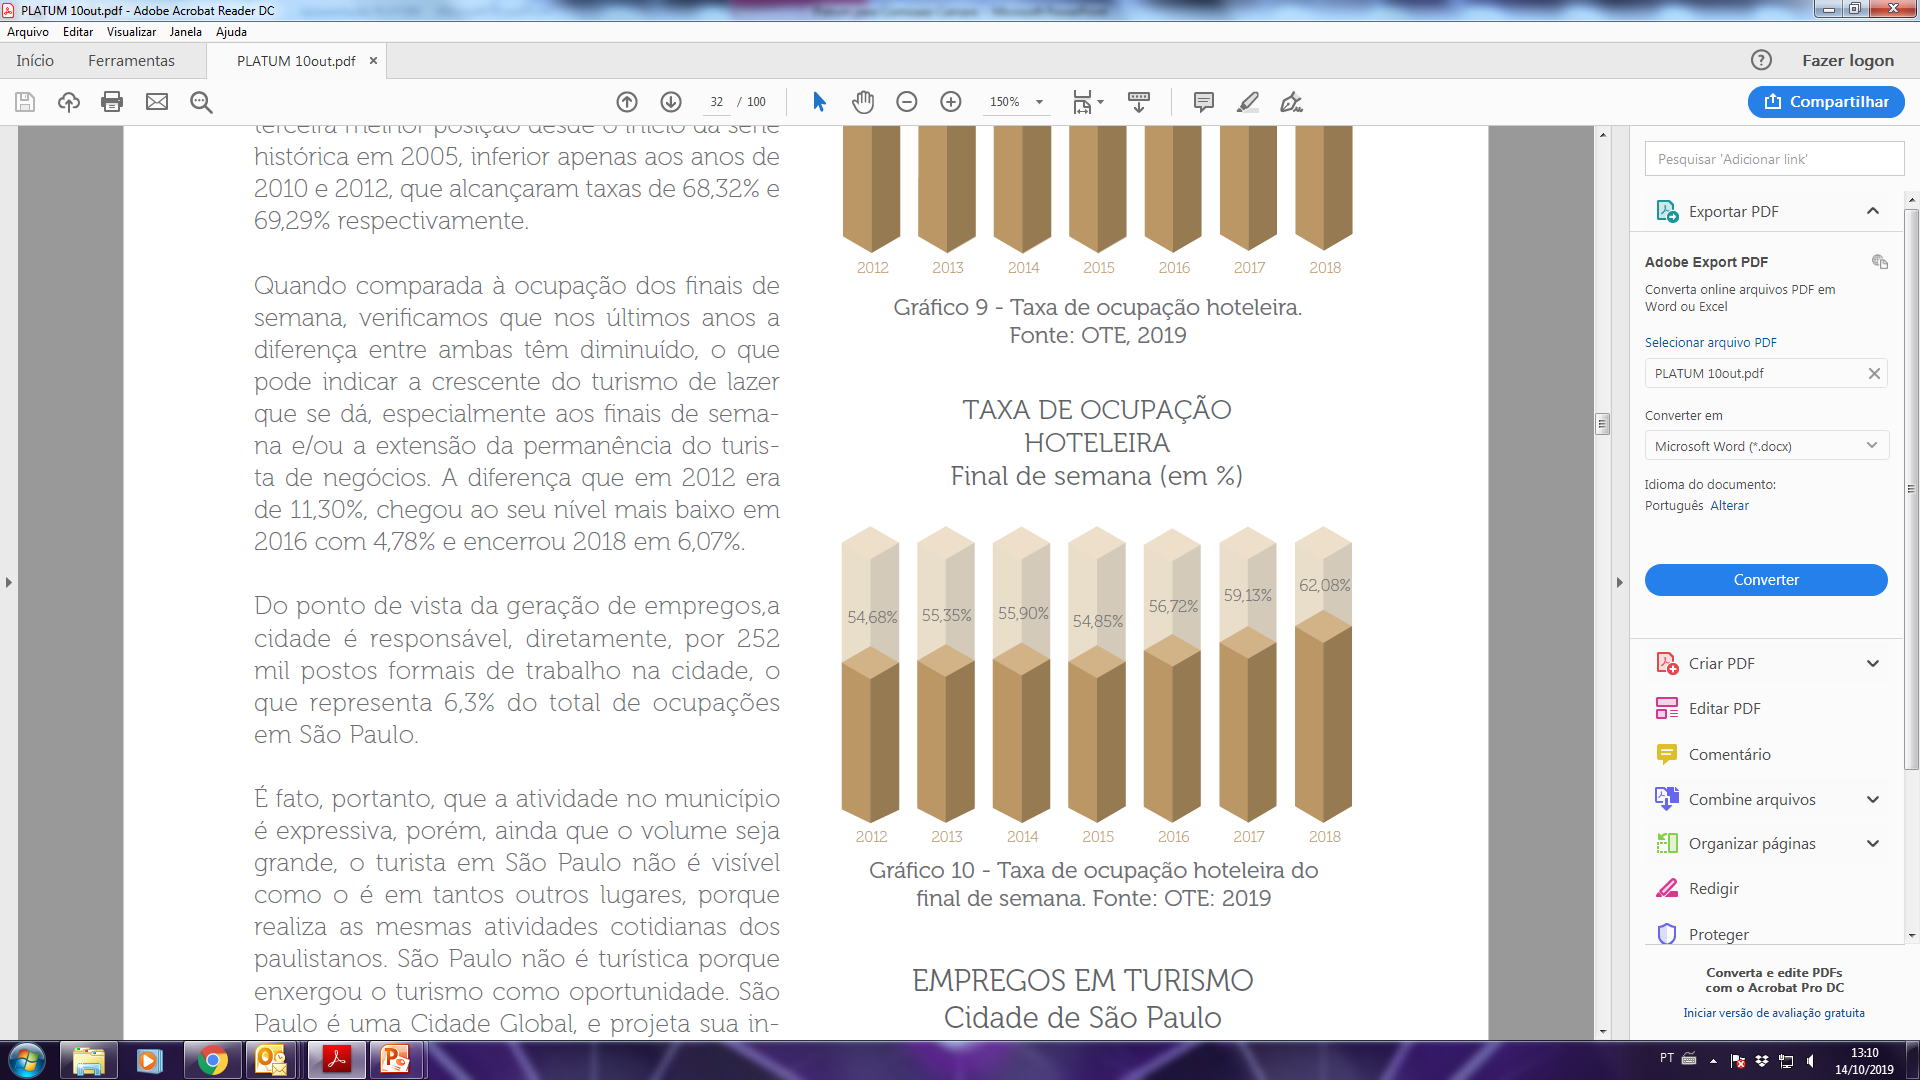 PLATUM 10out.pdf - Adobe Acrobat Reader DC
Arquivo Editar Visualizar Janela Ajuda
Início Ferramentas PLATUM 10out.pdf × ? Fazer logon
32 / 100 150% Compartilhar
terceira melhor posição desde o início da série
histórica em 2005, inferior apenas aos anos de
2010 e 2012, que alcançaram taxas de 68,32% e
69,29% respectivamente.
Quando comparada à ocupação dos finais de
semana, verificamos que nos últimos anos a
diferença entre ambas têm diminuído, o que
pode indicar a crescente do turismo de lazer
que se dá, especialmente aos finais de sema-
na e/ou a extensão da permanência do turis-
ta de negócios. A diferença que em 2012 era
de 11,30%, chegou ao seu nível mais baixo em
2016 com 4,78% e encerrou 2018 em 6,07%.
Do ponto de vista da geração de empregos,a
cidade é responsável, diretamente, por 252
mil postos formais de trabalho na cidade, o
que representa 6,3% do total de ocupações
em São Paulo.
É fato, portanto, que a atividade no município
é expressiva, porém, ainda que o volume seja
grande, o turista em São Paulo não é visível
como o é em tantos outros lugares, porque
realiza as mesmas atividades cotidianas dos
paulistanos. São Paulo não é turística porque
enxergou o turismo como oportunidade. São
Paulo é uma Cidade Global, e projeta sua in-
2012 2013 2014 2015 2016 2017 2018
Gráfico 9 - Taxa de ocupação hoteleira.
Fonte: OTE, 2019
TAXA DE OCUPAÇÃO
HOTELEIRA
Final de semana (em %)
54,68% 55,35% 55,90% 54,85% 56,72% 59,13% 62,08%
2012 2013 2014 2015 2016 2017 2018
Gráfico 10 - Taxa de ocupação hoteleira do
final de semana. Fonte: OTE: 2019
EMPREGOS EM TURISMO
Cidade de São Paulo
Pesquisar 'Adicionar link'
Exportar PDF
Adobe Export PDF
Converta online arquivos PDF em
Word ou Excel
Selecionar arquivo PDF
PLATUM 10out.pdf
Converter em
Microsoft Word (*.docx)
Idioma do documento:
Português Alterar
Converter
Criar PDF
Editar PDF
Comentário
Combine arquivos
Organizar páginas
Redigir
Proteger
Converta e edite PDFs
com o Acrobat Pro DC
Iniciar versão de avaliação gratuita
PT
13:10
14/10/2019